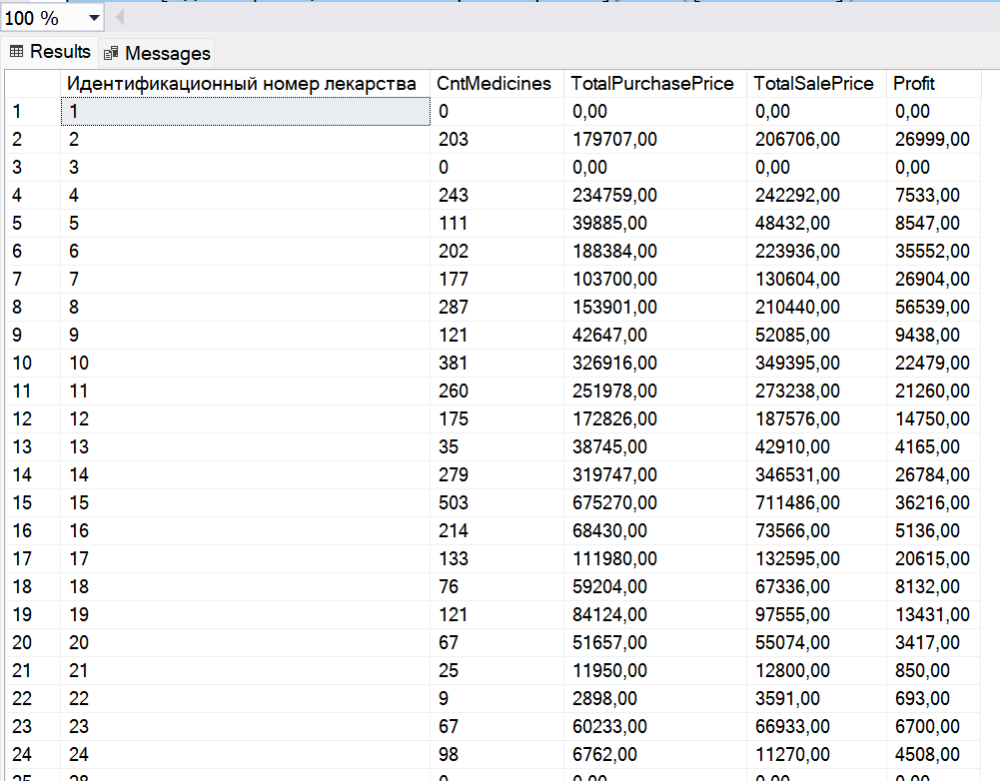 100 %
Results Messages
Идентификационный номер лекарства CntMedicines TotalPurchasePrice TotalSalePrice Profit
1 1 0 0,00 0,00 0,00
2 2 203 179707,00 206706,00 26999,00
3 3 0 0,00 0,00 0,00
4 4 243 234759,00 242292,00 7533,00
5 5 111 39885,00 48432,00 8547,00
6 6 202 188384,00 223936,00 35552,00
7 7 177 103700,00 130604,00 26904,00
8 8 287 153901,00 210440,00 56539,00
9 9 121 42647,00 52085,00 9438,00
10 10 381 326916,00 349395,00 22479,00
11 11 260 251978,00 273238,00 21260,00
12 12 175 172826,00 187576,00 14750,00
13 13 35 38745,00 42910,00 4165,00
14 14 279 319747,00 346531,00 26784,00
15 15 503 675270,00 711486,00 36216,00
16 16 214 68430,00 73566,00 5136,00
17 17 133 111980,00 132595,00 20615,00
18 18 76 59204,00 67336,00 8132,00
19 19 121 84124,00 97555,00 13431,00
20 20 67 51657,00 55074,00 3417,00
21 21 25 11950,00 12800,00 850,00
22 22 9 2898,00 3591,00 693,00
23 23 67 60233,00 66933,00 6700,00
24 24 98 6762,00 11270,00 4508,00